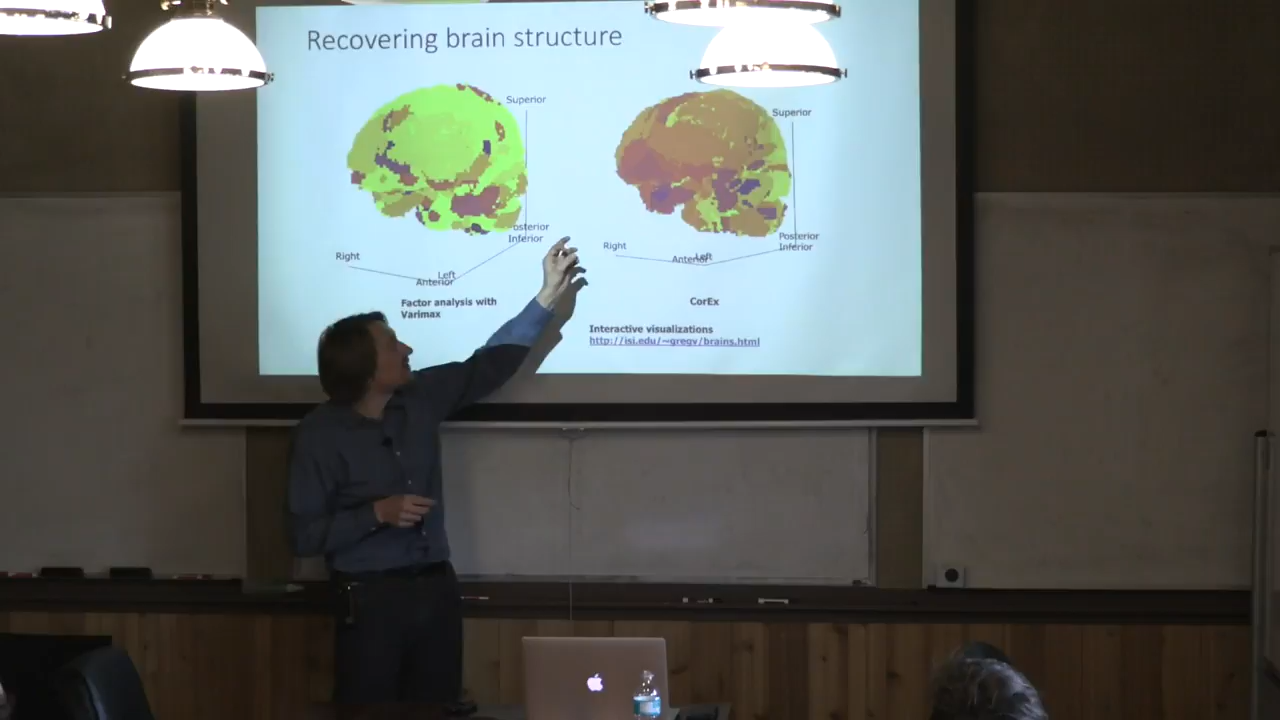 Recovering brain structure
Superior
Superior
osterior
Inferior
Right
Left
Anterior
Right
Left
Anterior
Posterior
Inferior
Factor analysis with
Varimax
CorEx
Interactive visualizations
http://isi.edu/~gregv/brains.html